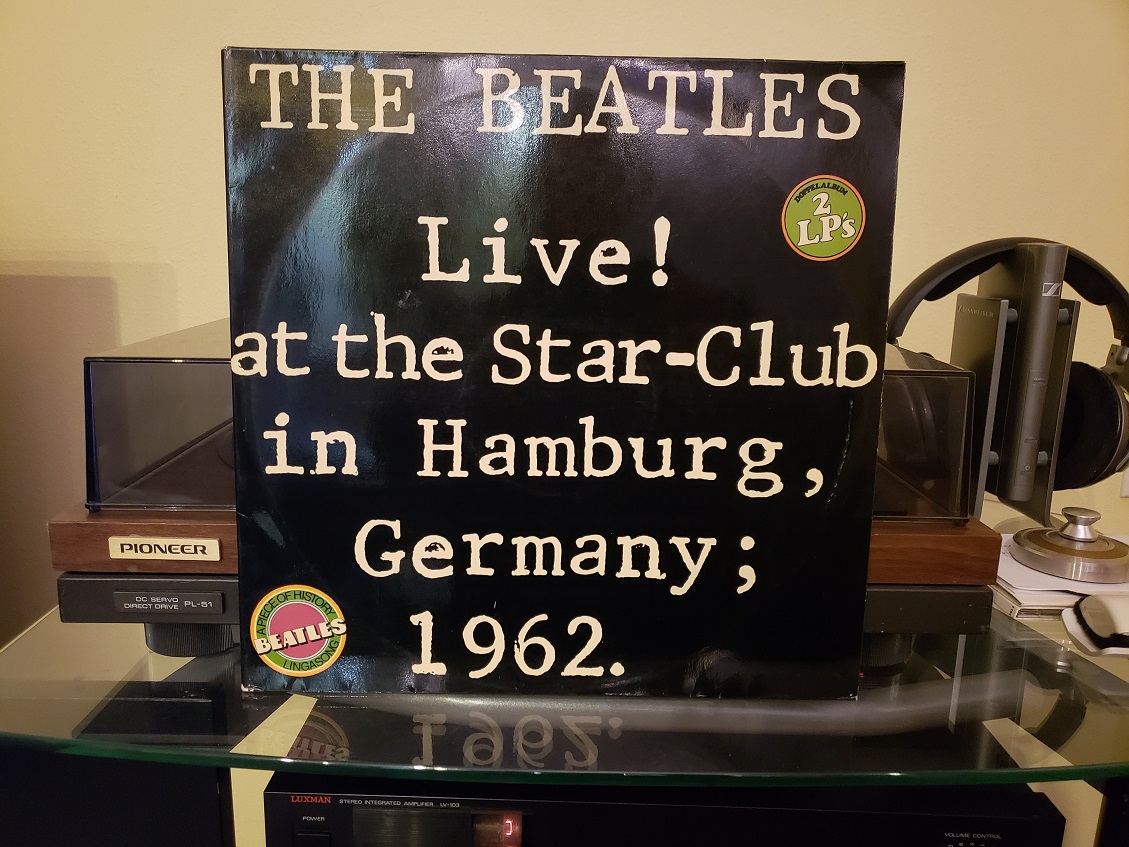 THE BEATLES
DOPPELALBUM
2
LP's
Live!
at the Star-Club
in Hamburg,
Germany;
1962.
A PIECE OF HISTORY
BEATLES
LINGASONG
PIONEER
DC SERVO
DIRECT DRIVE PL-51
SENNHEISER
LUXMAN STEREO INTEGRATED AMPLIFIER LV-103
POWER
VOLUME CONTROL